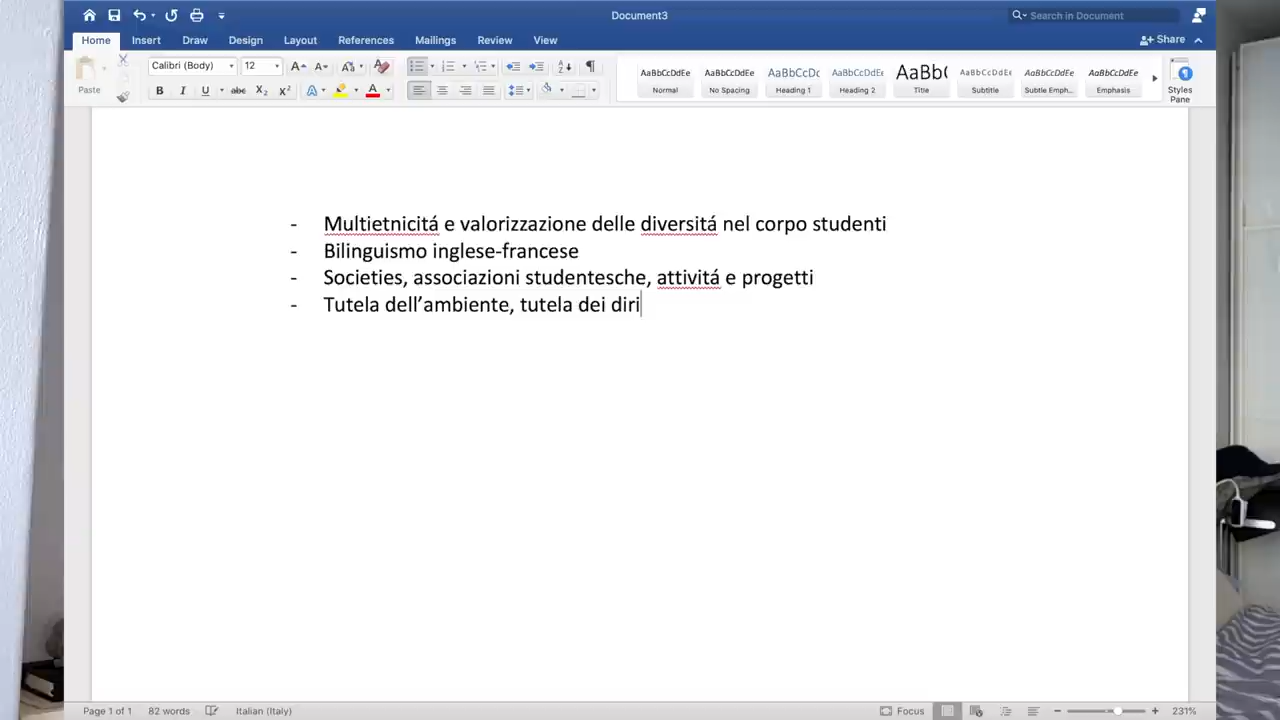 Document3
Search in Document
Home Insert Draw Design Layout References Mailings Review View
Share
Paste
Calibri (Body) 12
AaBbCcDdEe AaBbCcDdEe AaBbCcDc AaBbCcDdEe AaBb( AaBbCcDdEe AaBbCcDdEe AaBbCcDdEe
Normal No Spacing Heading 1 Heading 2 Title Subtitle Subtle Emph... Emphasis
Styles
Pane
- Multietnicitá e valorizzazione delle diversitá nel corpo studenti
- Bilinguismo inglese-francese
- Societies, associazioni studentesche, attivitá e progetti
- Tutela dell’ambiente, tutela dei diri
Page 1 of 1 82 words Italian (Italy) Focus 231%